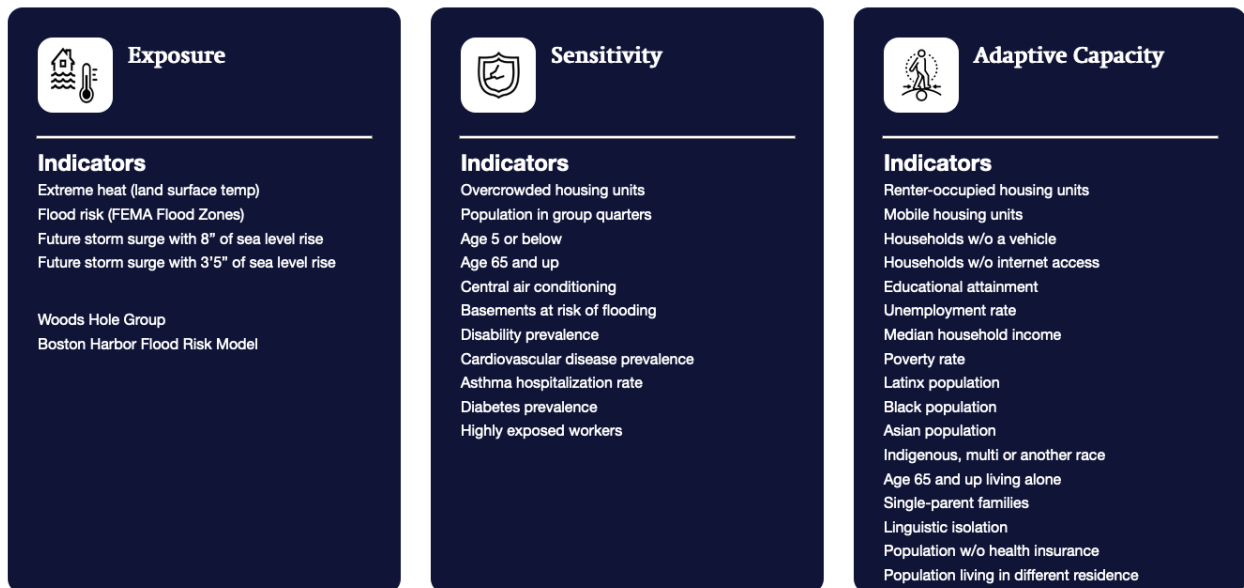 Exposure
Indicators
Extreme heat (land surface temp)
Flood risk (FEMA Flood Zones)
Future storm surge with 8” of sea level rise
Future storm surge with 3’5” of sea level rise
Woods Hole Group
Boston Harbor Flood Risk Model
Sensitivity
Indicators
Overcrowded housing units
Population in group quarters
Age 5 or below
Age 65 and up
Central air conditioning
Basements at risk of flooding
Disability prevalence
Cardiovascular disease prevalence
Asthma hospitalization rate
Diabetes prevalence
Highly exposed workers
Adaptive Capacity
Indicators
Renter-occupied housing units
Mobile housing units
Households w/o a vehicle
Households w/o internet access
Educational attainment
Unemployment rate
Median household income
Poverty rate
Latinx population
Black population
Asian population
Indigenous, multi or another race
Age 65 and up living alone
Single-parent families
Linguistic isolation
Population w/o health insurance
Population living in different residence